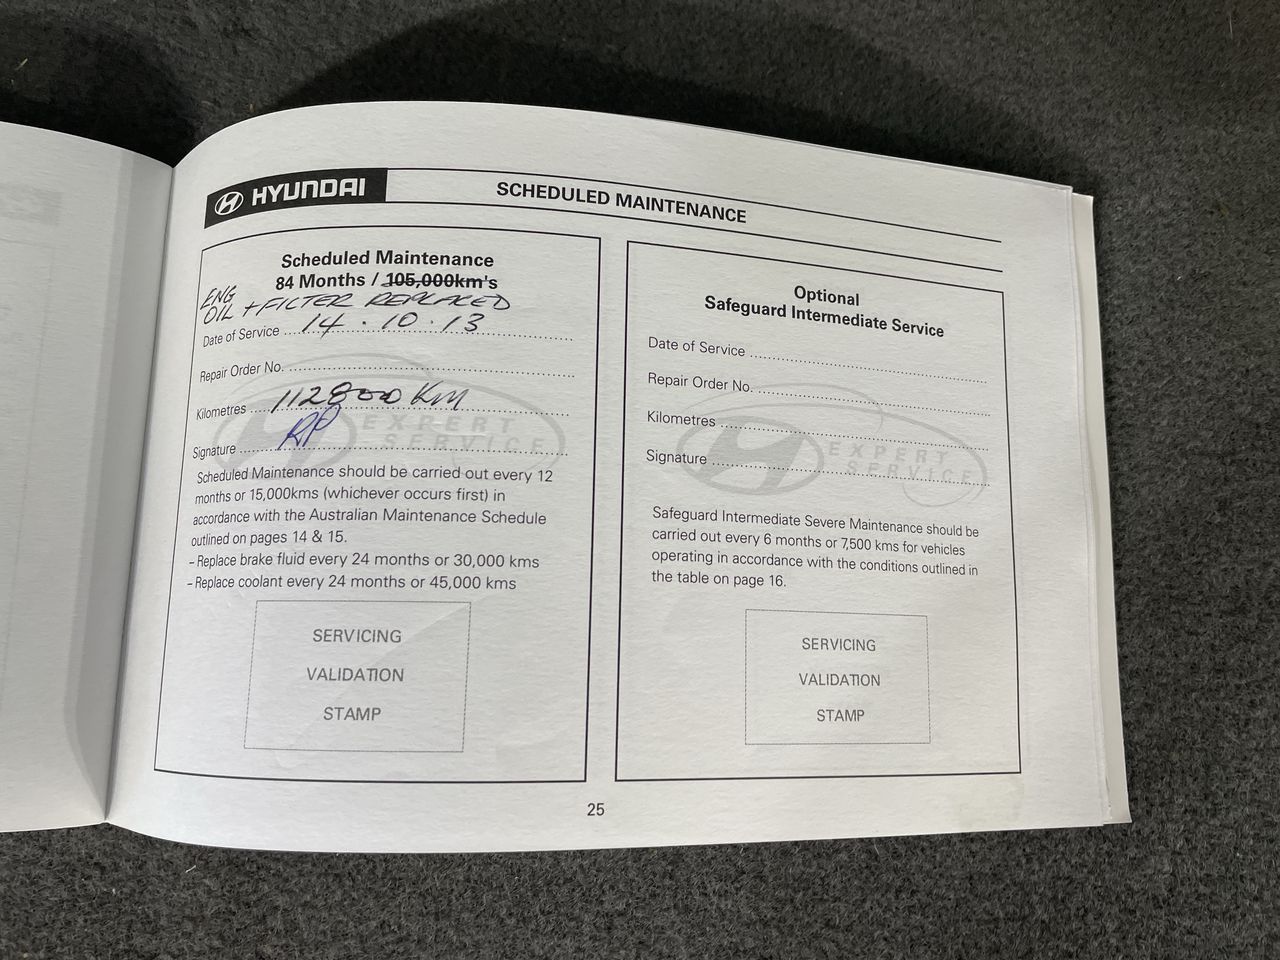 HYUNDAI
SCHEDULED MAINTENANCE
Scheduled Maintenance
84 Months / 105,000km's
ENG
OIL + FILTER REPLACED
Date of Service 14 . 10 . 13
Repair Order No.
Kilometres 112800 Km
Signature RP
EXPERT
SERVICE
Scheduled Maintenance should be carried out every 12
months or 15,000kms (whichever occurs first) in
accordance with the Australian Maintenance Schedule
outlined on pages 14 & 15.
– Replace brake fluid every 24 months or 30,000 kms
– Replace coolant every 24 months or 45,000 kms
SERVICING
VALIDATION
STAMP
Optional
Safeguard Intermediate Service
Date of Service
Repair Order No.
Kilometres
Signature
EXPERT
SERVICE
Safeguard Intermediate Severe Maintenance should be
carried out every 6 months or 7,500 kms for vehicles
operating in accordance with the conditions outlined in
the table on page 16.
SERVICING
VALIDATION
STAMP
25